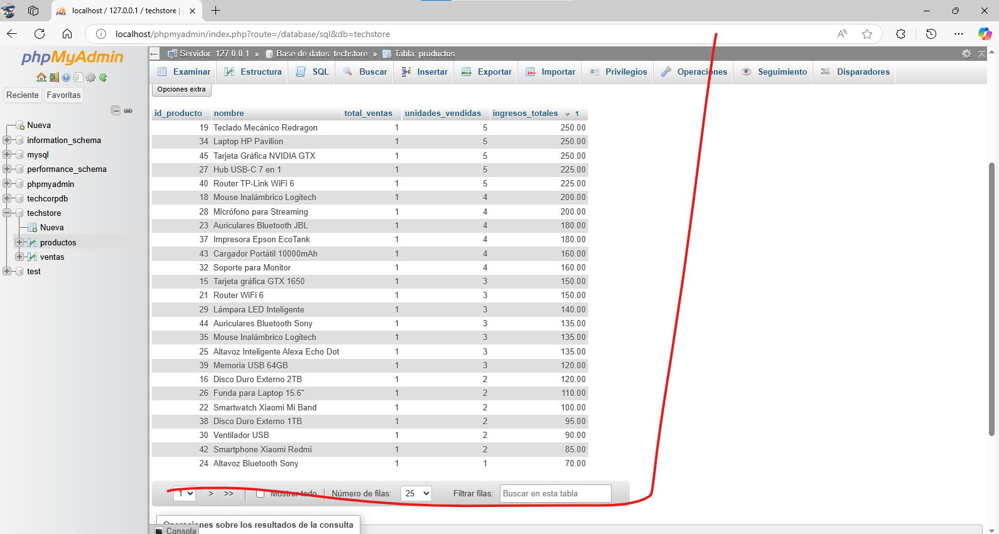 localhost / 127.0.0.1 / techstore |
localhost/phpmyadmin/index.php?route=/database/sql&db=techstore
phpMyAdmin
Reciente Favoritas
Nueva
information_schema
mysql
performance_schema
phpmyadmin
techcorpdb
techstore
Nueva
productos
ventas
test
Servidor: 127.0.0.1 » Base de datos: techstore » Tabla: productos
Examinar Estructura SQL Buscar Insertar Exportar Importar Privilegios Operaciones Seguimiento Disparadores
Opciones extra
id_producto nombre total_ventas unidades_vendidas ingresos_totales 1
19 Teclado Mecánico Redragon 1 5 250.00
34 Laptop HP Pavilion 1 5 250.00
45 Tarjeta Gráfica NVIDIA GTX 1 5 250.00
27 Hub USB-C 7 en 1 1 5 225.00
40 Router TP-Link WiFi 6 1 5 225.00
18 Mouse Inalámbrico Logitech 1 4 200.00
28 Micrófono para Streaming 1 4 200.00
23 Auriculares Bluetooth JBL 1 4 180.00
37 Impresora Epson EcoTank 1 4 180.00
43 Cargador Portátil 10000mAh 1 4 160.00
32 Soporte para Monitor 1 4 160.00
15 Tarjeta gráfica GTX 1650 1 3 150.00
21 Router WiFi 6 1 3 150.00
29 Lámpara LED Inteligente 1 3 140.00
44 Auriculares Bluetooth Sony 1 3 135.00
35 Mouse Inalámbrico Logitech 1 3 135.00
25 Altavoz Inteligente Alexa Echo Dot 1 3 135.00
39 Memoria USB 64GB 1 3 120.00
16 Disco Duro Externo 2TB 1 2 120.00
26 Funda para Laptop 15.6" 1 2 110.00
22 Smartwatch Xiaomi Mi Band 1 2 100.00
38 Disco Duro Externo 1TB 1 2 95.00
30 Ventilador USB 1 2 90.00
42 Smartphone Xiaomi Redmi 1 2 85.00
24 Altavoz Bluetooth Sony 1 1 70.00
1 > >> | Mostrar todo | Número de filas: 25 Filtrar filas: Buscar en esta tabla
Operaciones sobre los resultados de la consulta
Consola